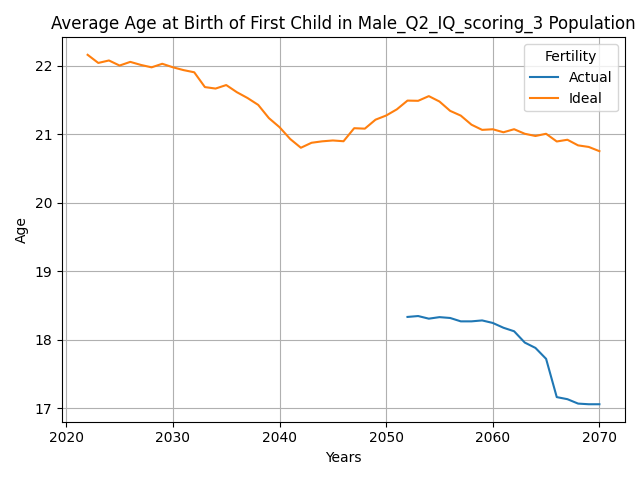 Average Age at Birth of First Child in Male_Q2_IQ_scoring_3 Population
Fertility
Actual
Ideal
22
21
20
19
18
17
Age
2020
2030
2040
2050
2060
2070
Years